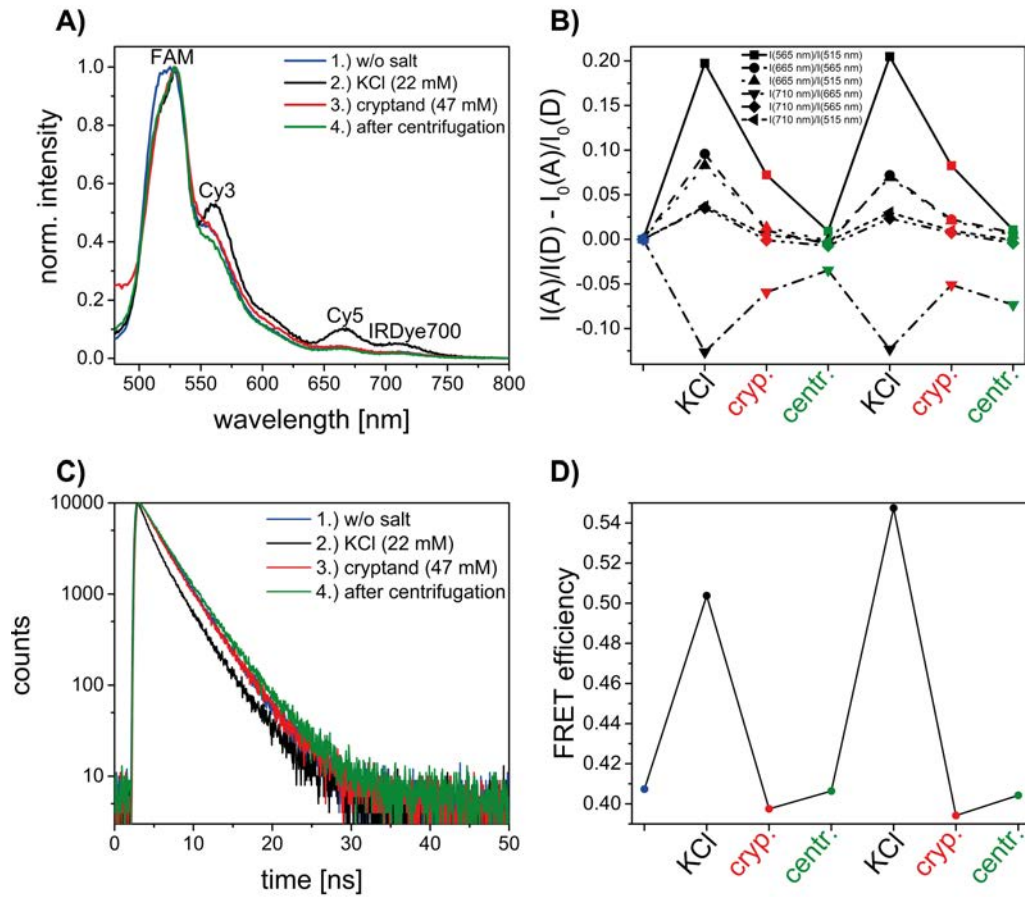 A)
FAM
1.) w/o salt
2.) KCl (22 mM)
3.) cryptand (47 mM)
4.) after centrifugation
Cy3
Cy5
IRDye700
1.0
0.8
0.6
0.4
0.2
0.0
norm. intensity
500 550 600 650 700 750 800
wavelength [nm]
B)
I(565 nm)/I(515 nm)
I(665 nm)/I(565 nm)
I(665 nm)/I(515 nm)
I(710 nm)/I(665 nm)
I(710 nm)/I(565 nm)
I(710 nm)/I(515 nm)
0.20
0.15
0.10
0.05
0.00
-0.05
-0.10
I(A)/I(D) - I₀(A)/I₀(D)
KCl cryp. centr. KCl cryp. centr.
C)
1.) w/o salt
2.) KCl (22 mM)
3.) cryptand (47 mM)
4.) after centrifugation
10000
1000
100
10
counts
0 10 20 30 40 50
time [ns]
D)
0.54
0.52
0.50
0.48
0.46
0.44
0.42
0.40
FRET efficiency
KCl cryp. centr. KCl cryp. centr.